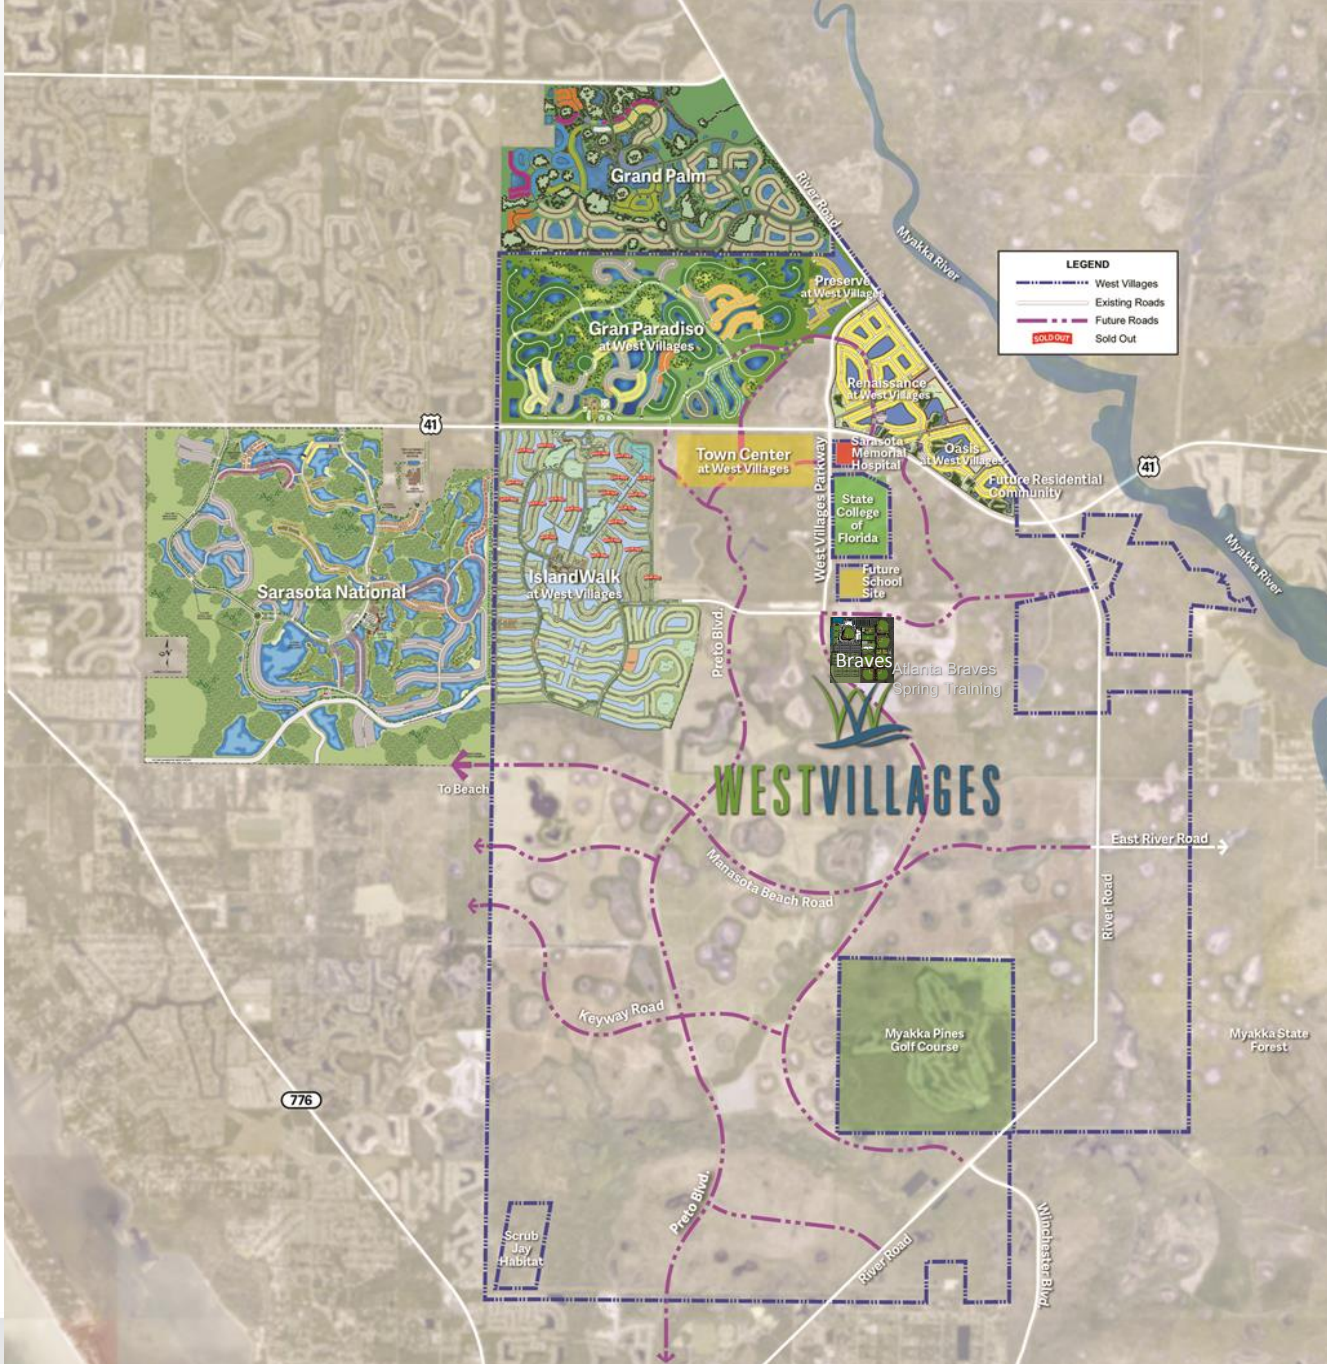 Grand Palm
River Road
Myakka River
LEGEND
West Villages
Existing Roads
Future Roads
SOLD OUT
Sold Out
Preserve
at West Villages
Gran Paradiso
at West Villages
Renaissance
at West Villages
41
Town Center
at West Villages
West Villages Parkway
Sarasota
Memorial
Hospital
Oasis
at West Villages
Future Residential
Community
41
State
College
of
Florida
Myakka River
Future
School
Site
IslandWalk
at West Villages
Sarasota National
N
Preto Blvd.
Braves
Atlanta Braves
Spring Training
WESTVILLAGES
To Beach
East River Road
Manasota Beach Road
River Road
Keyway Road
Myakka Pines
Golf Course
Myakka State
Forest
776
Preto Blvd.
Scrub
Jay
Habitat
River Road
Winchester Blvd.